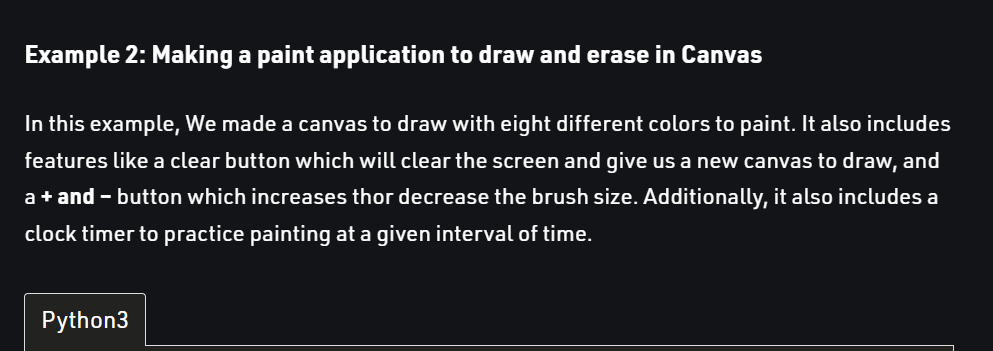 Example 2: Making a paint application to draw and erase in Canvas
In this example, We made a canvas to draw with eight different colors to paint. It also includes
features like a clear button which will clear the screen and give us a new canvas to draw, and
a + and – button which increases thor decrease the brush size. Additionally, it also includes a
clock timer to practice painting at a given interval of time.
Python3